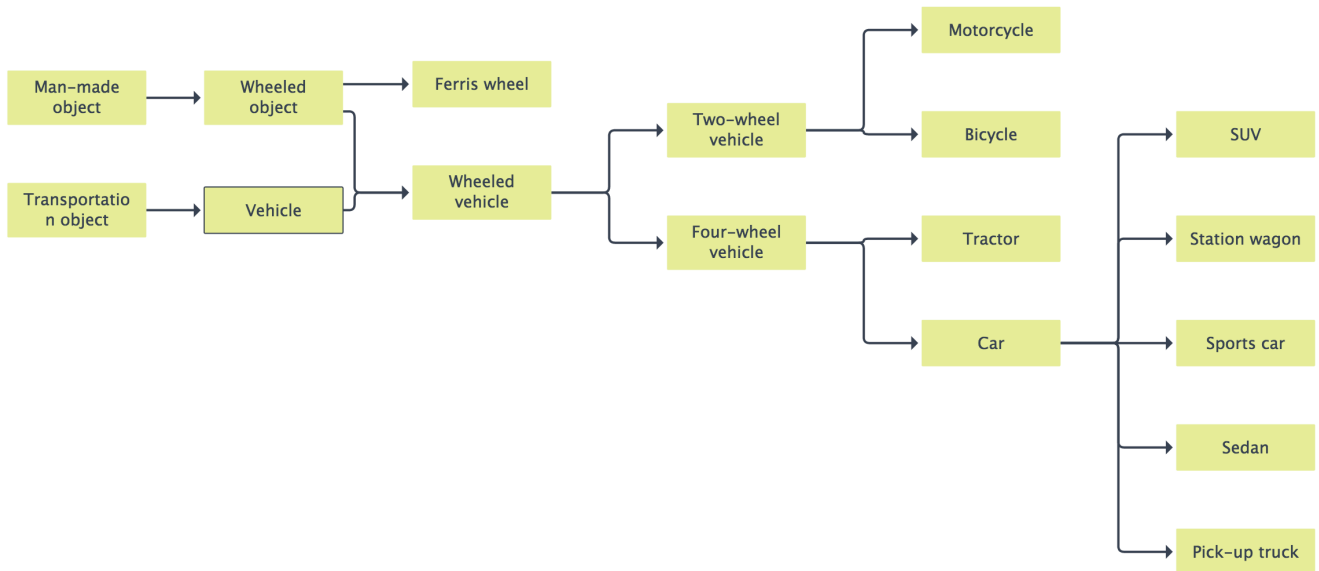 Man-made
object
Wheeled
object
Ferris wheel
Transportatio
n object
Vehicle
Wheeled
vehicle
Two-wheel
vehicle
Four-wheel
vehicle
Motorcycle
Bicycle
Tractor
Car
SUV
Station wagon
Sports car
Sedan
Pick-up truck